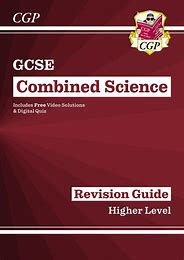 CGP
CGP
GCSE
Combined Science
Includes Free Video Solutions
& Digital Quiz
Revision Guide
Higher Level